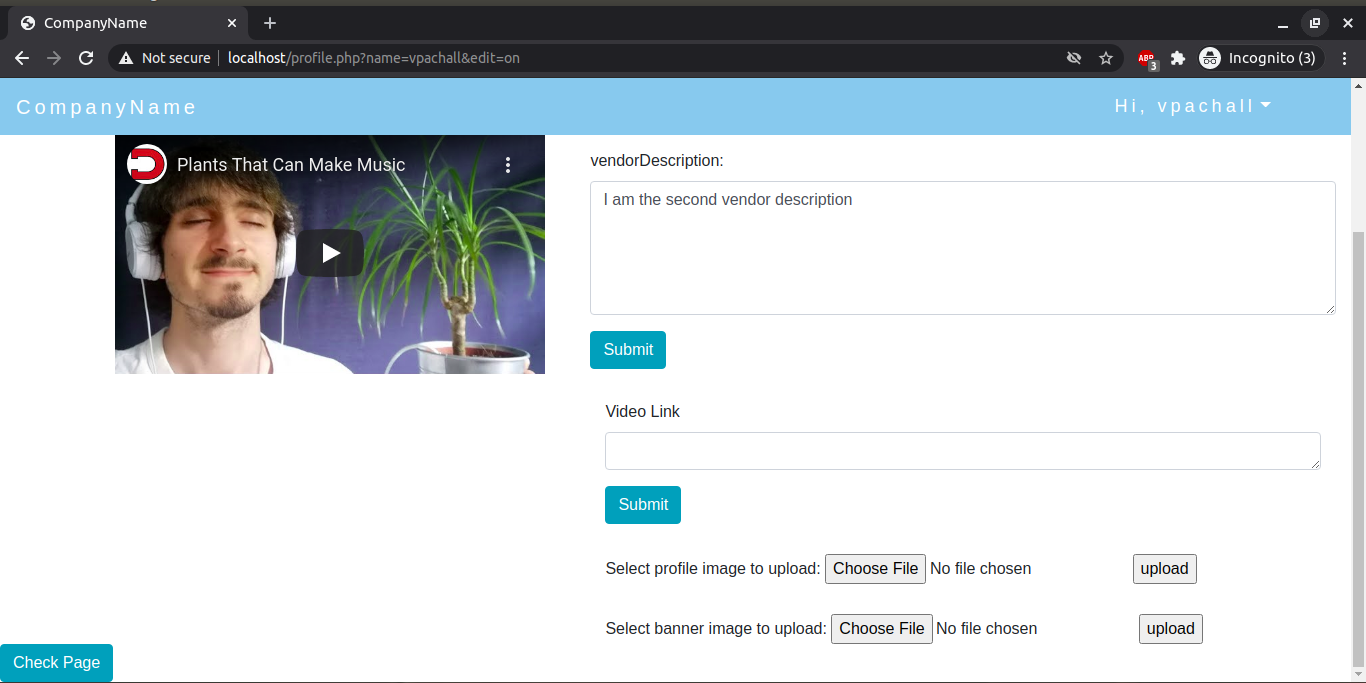 CompanyName
Not secure
localhost/profile.php?name=vpachall&edit=on
ABP
3
Incognito (3)
CompanyName
Hi, vpachall
Plants That Can Make Music
vendorDescription:
I am the second vendor description
Submit
Video Link
Submit
Select profile image to upload: Choose File No file chosen upload
Select banner image to upload: Choose File No file chosen upload
Check Page